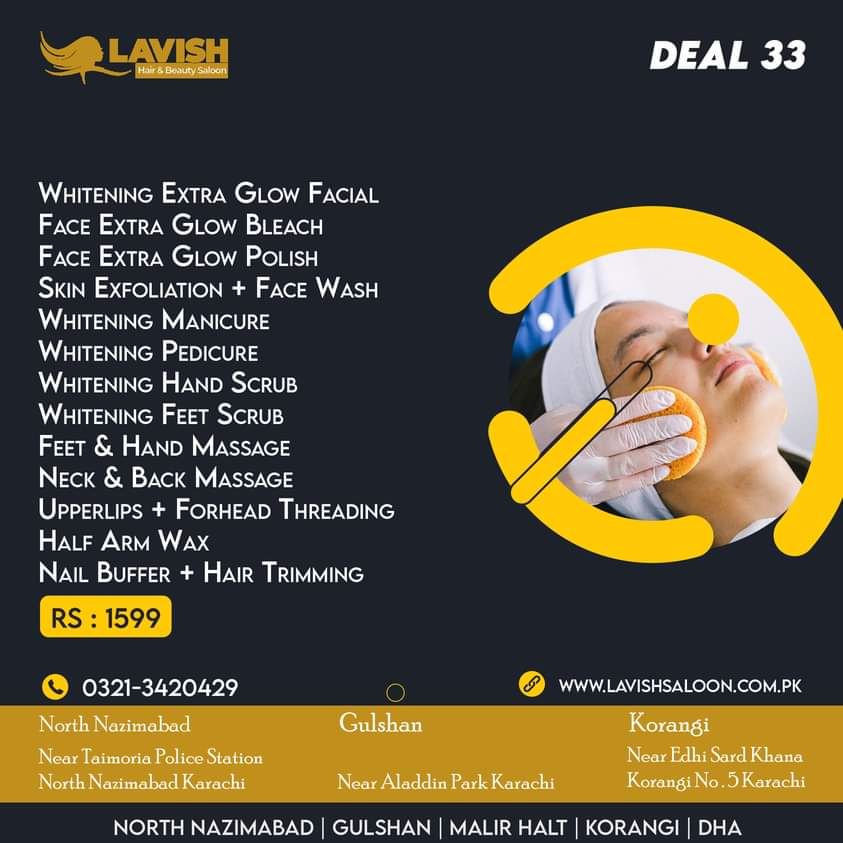 LAVISH
Hair & Beauty Saloon
DEAL 33
Whitening Extra Glow Facial
Face Extra Glow Bleach
Face Extra Glow Polish
Skin Exfoliation + Face Wash
Whitening Manicure
Whitening Pedicure
Whitening Hand Scrub
Whitening Feet Scrub
Feet & Hand Massage
Neck & Back Massage
Upperlips + Forhead Threading
Half Arm Wax
Nail Buffer + Hair Trimming
RS : 1599
0321-3420429
WWW.LAVISHSALOON.COM.PK
North Nazimabad
Near Taimoria Police Station
North Nazimabad Karachi
Gulshan
Near Aladdin Park Karachi
Korangi
Near Edhi Sard Khana
Korangi No . 5 Karachi
NORTH NAZIMABAD | GULSHAN | MALIR HALT | KORANGI | DHA